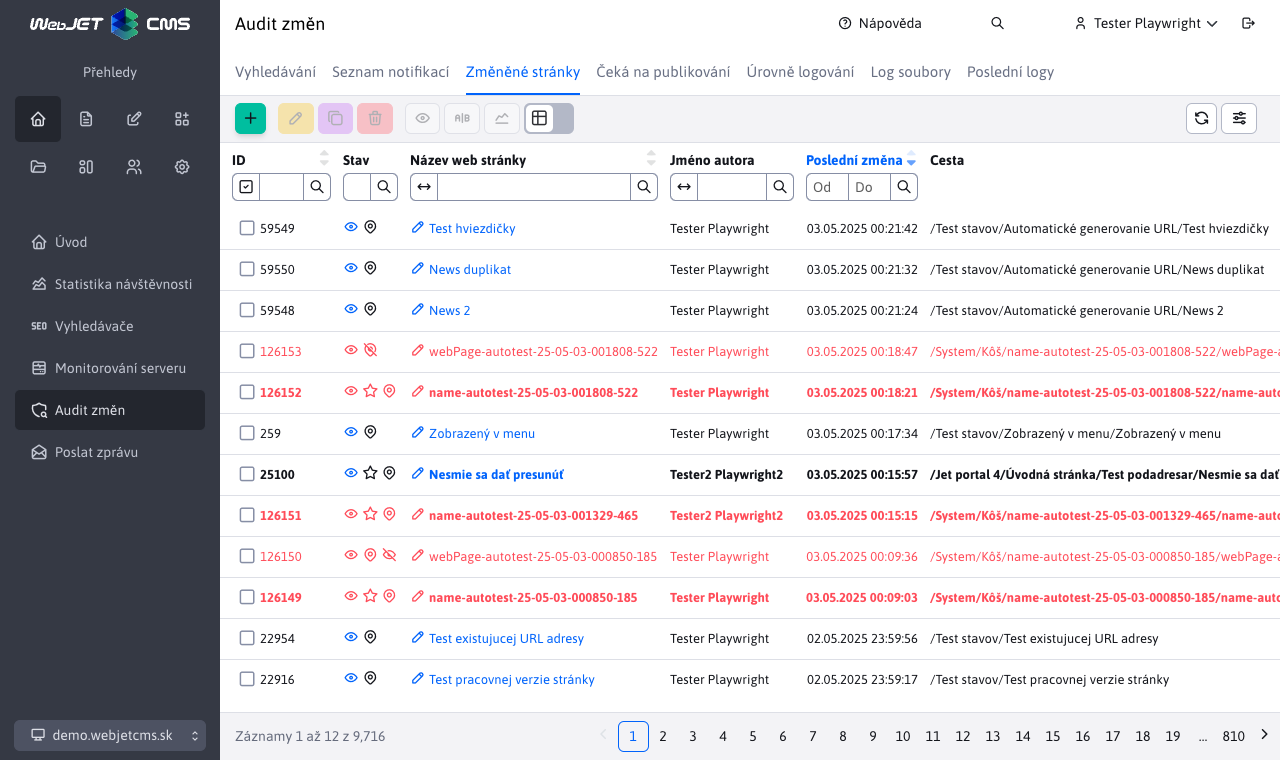 WebJET CMS
Audit změn
Nápověda
Tester Playwright
Přehledy
Vyhledávání Seznam notifikací Změněné stránky Čeká na publikování Úrovně logování Log soubory Poslední logy
A|B
ID Stav Název web stránky Jméno autora Poslední změna Cesta
Od Do
59549 Test hviezdičky Tester Playwright 03.05.2025 00:21:42 /Test stavov/Automatické generovanie URL/Test hviezdičky
59550 News duplikat Tester Playwright 03.05.2025 00:21:32 /Test stavov/Automatické generovanie URL/News duplikat
59548 News 2 Tester Playwright 03.05.2025 00:21:24 /Test stavov/Automatické generovanie URL/News 2
126153 webPage-autotest-25-05-03-001808-522 Tester Playwright 03.05.2025 00:18:47 /System/Kôš/name-autotest-25-05-03-001808-522/webPage-a
126152 name-autotest-25-05-03-001808-522 Tester Playwright 03.05.2025 00:18:21 /System/Kôš/name-autotest-25-05-03-001808-522/name-auto
259 Zobrazený v menu Tester Playwright 03.05.2025 00:17:34 /Test stavov/Zobrazený v menu/Zobrazený v menu
25100 Nesmie sa dať presunúť Tester2 Playwright2 03.05.2025 00:15:57 /Jet portal 4/Úvodná stránka/Test podadresar/Nesmie sa dať
126151 name-autotest-25-05-03-001329-465 Tester2 Playwright2 03.05.2025 00:15:15 /System/Kôš/name-autotest-25-05-03-001329-465/name-auto
126150 webPage-autotest-25-05-03-000850-185 Tester Playwright 03.05.2025 00:09:36 /System/Kôš/name-autotest-25-05-03-000850-185/webPage-a
126149 name-autotest-25-05-03-000850-185 Tester Playwright 03.05.2025 00:09:03 /System/Kôš/name-autotest-25-05-03-000850-185/name-auto
22954 Test existujucej URL adresy Tester Playwright 02.05.2025 23:59:56 /Test stavov/Test existujucej URL adresy
22916 Test pracovnej verzie stránky Tester Playwright 02.05.2025 23:59:17 /Test stavov/Test pracovnej verzie stránky
Úvod
Statistika návštěvnosti
SEO Vyhledávače
Monitorování serveru
Audit změn
Poslat zprávu
demo.webjetcms.sk
Záznamy 1 až 12 z 9,716
1 2 3 4 5 6 7 8 9 10 11 12 13 14 15 16 17 18 19 … 810